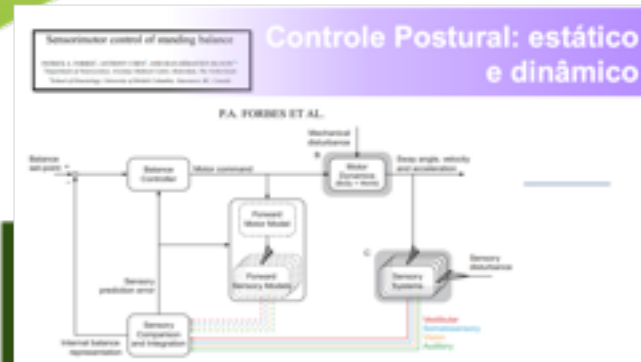 Controle Postural: estático
e dinâmico
Sensorimotor control of standing balance
P.A. FORBES ET AL.
Mechanical
disturbance
Balance
set-point
+
-
Balance
Controller
Motor command
B
Motor
Dynamics
Sway angle, velocity
and acceleration
Forward
Motor Model
Forward
Sensory Models
C
Sensory
Systems
Sensory
disturbance
Sensory
prediction error
Internal balance
representation
Sensory
Comparison
and Integration
Vestibular
Somatosensory
Vision
Auditory